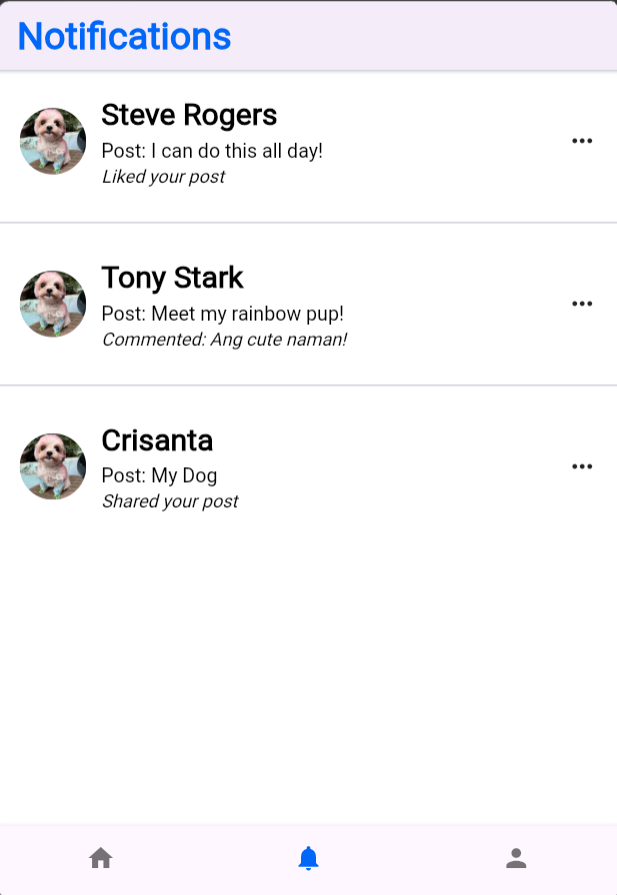 Notifications
Steve Rogers
Post: I can do this all day!
Liked your post
Tony Stark
Post: Meet my rainbow pup!
Commented: Ang cute naman!
Crisanta
Post: My Dog
Shared your post